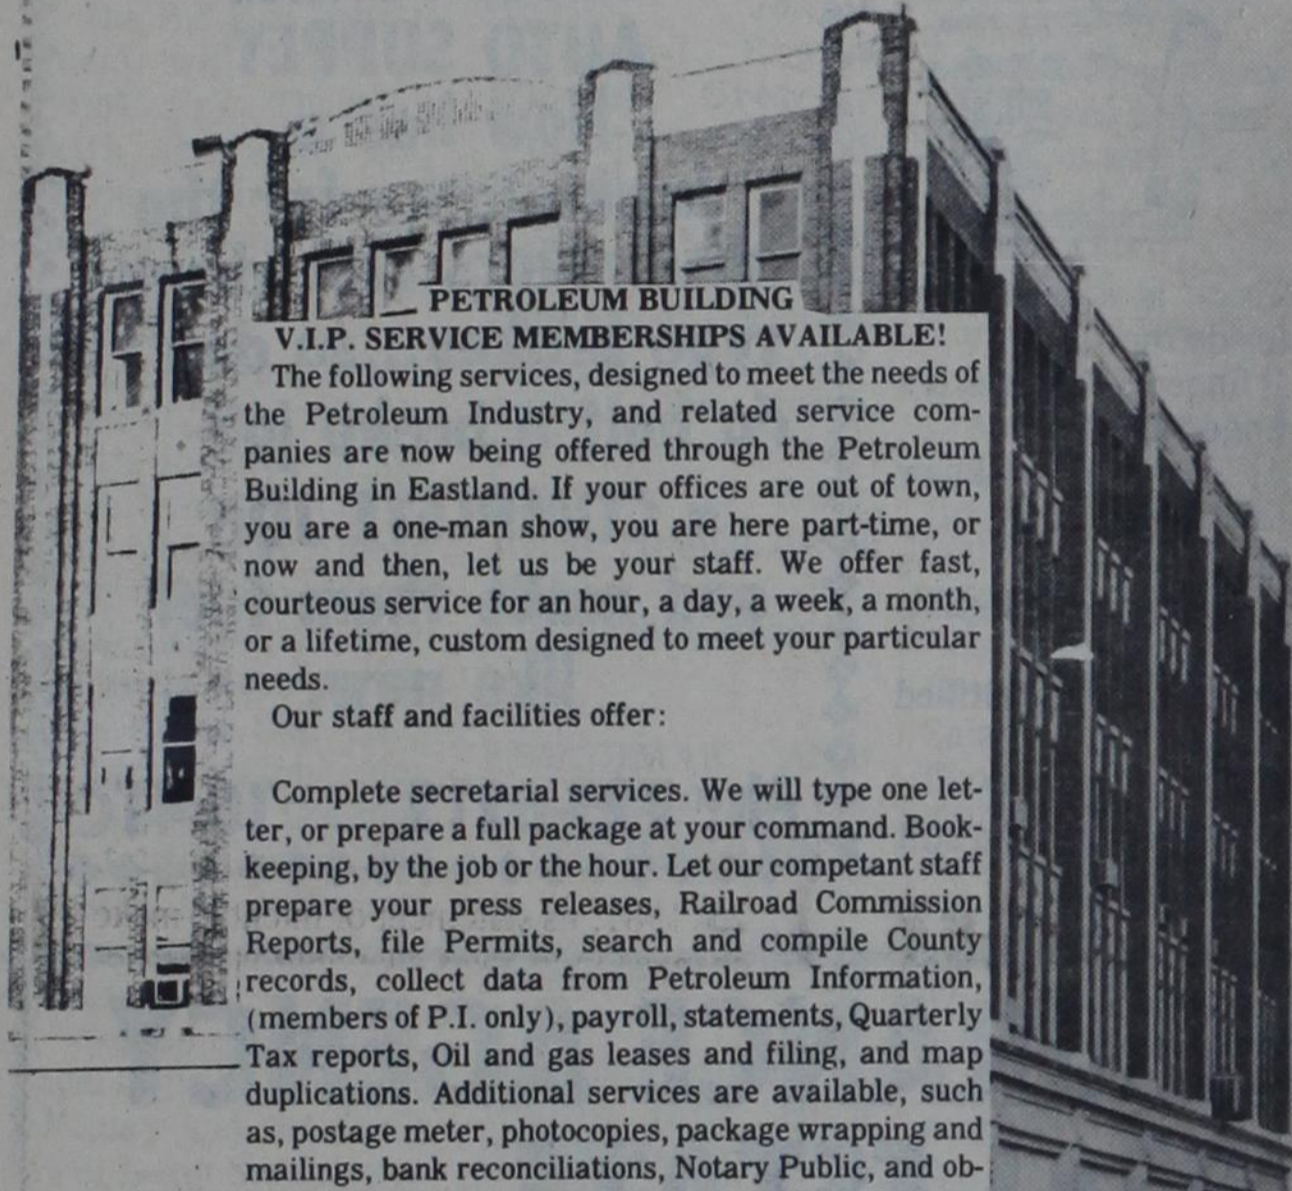 PETROLEUM BUILDING
V.I.P. SERVICE MEMBERSHIPS AVAILABLE!
The following services, designed to meet the needs of
the Petroleum Industry, and related service com-
panies are now being offered through the Petroleum
Building in Eastland. If your offices are out of town,
you are a one-man show, you are here part-time, or
now and then, let us be your staff. We offer fast,
courteous service for an hour, a day, a week, a month,
or a lifetime, custom designed to meet your particular
needs.
Our staff and facilities offer:
Complete secretarial services. We will type one let-
ter, or prepare a full package at your command. Book-
keeping, by the job or the hour. Let our competant staff
prepare your press releases, Railroad Commission
Reports, file Permits, search and compile County
records, collect data from Petroleum Information,
(members of P.I. only), payroll, statements, Quarterly
Tax reports, Oil and gas leases and filing, and map
duplications. Additional services are available, such
as, postage meter, photocopies, package wrapping and
mailings, bank reconciliations, Notary Public, and ob-